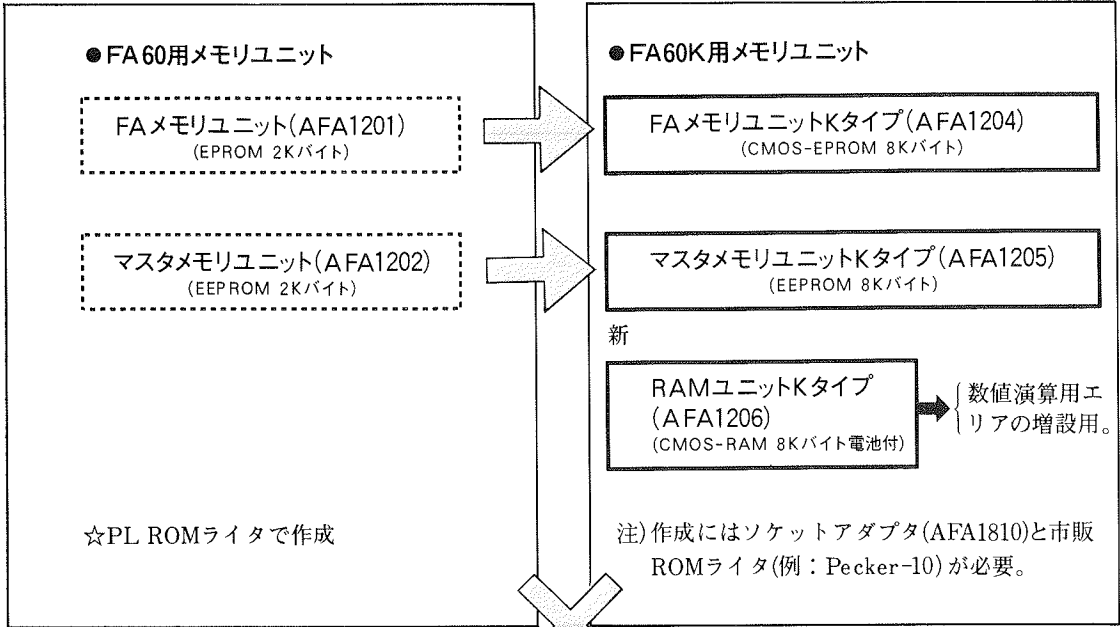 ●FA60用メモリユニット
FAメモリユニット(AFA1201)
(EPROM 2Kバイト)
マスタメモリユニット(AFA1202)
(EEPROM 2Kバイト)
☆PL ROMライタで作成
●FA60K用メモリユニット
FAメモリユニットKタイプ(AFA1204)
(CMOS-EPROM 8Kバイト)
マスタメモリユニットKタイプ(AFA1205)
(EEPROM 8Kバイト)
新
RAMユニットKタイプ
(AFA1206)
(CMOS-RAM 8Kバイト電池付)
数値演算用エ
リアの増設用。
注)作成にはソケットアダプタ(AFA1810)と市販
ROMライタ(例：Pecker-10)が必要。